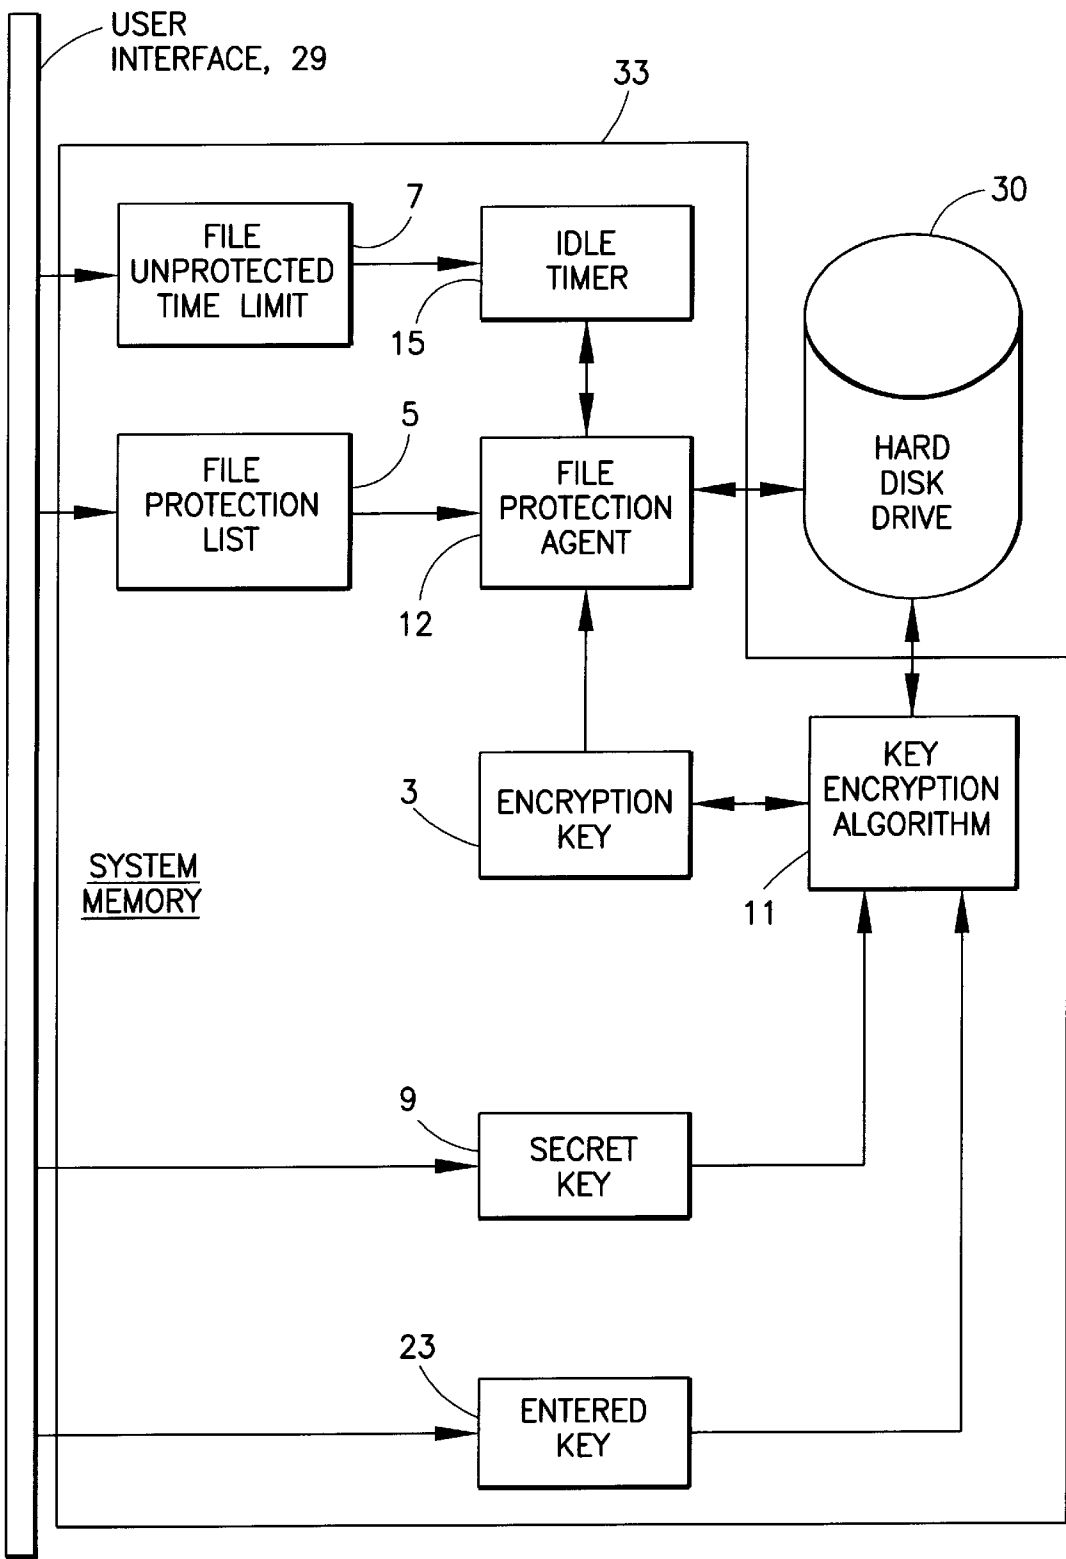 USER
INTERFACE, 29
33
30
7
FILE
UNPROTECTED
TIME LIMIT
IDLE
TIMER
15
5
FILE
PROTECTION
LIST
FILE
PROTECTION
AGENT
12
HARD
DISK
DRIVE
3
ENCRYPTION
KEY
KEY
ENCRYPTION
ALGORITHM
11
SYSTEM
MEMORY
9
SECRET
KEY
23
ENTERED
KEY